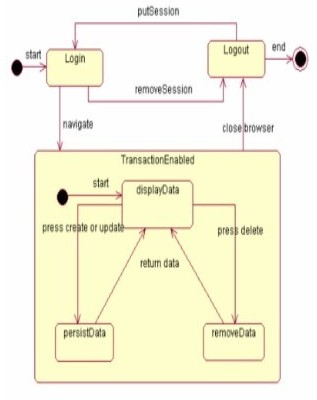 putSession
start
Login
Logout
end
removeSession
navigate
close browser
TransactionEnabled
start
displayData
press create or update
press delete
return data
persistData
removeData